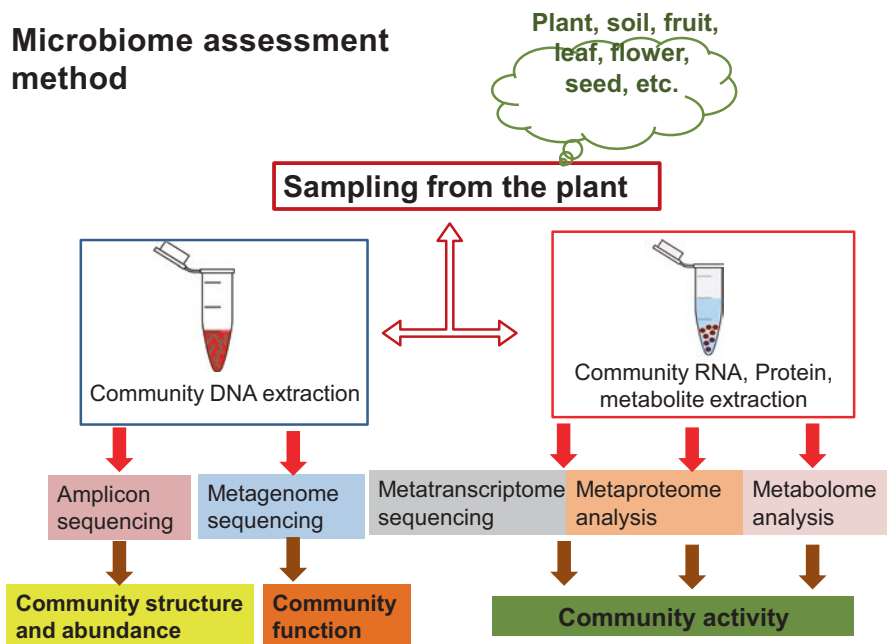 Microbiome assessment
method
Plant, soil, fruit,
leaf, flower,
seed, etc.
Sampling from the plant
Community DNA extraction
Community RNA, Protein,
metabolite extraction
Amplicon
sequencing
Metagenome
sequencing
Metatranscriptome
sequencing
Metaproteome
analysis
Metabolome
analysis
Community structure
and abundance
Community
function
Community activity